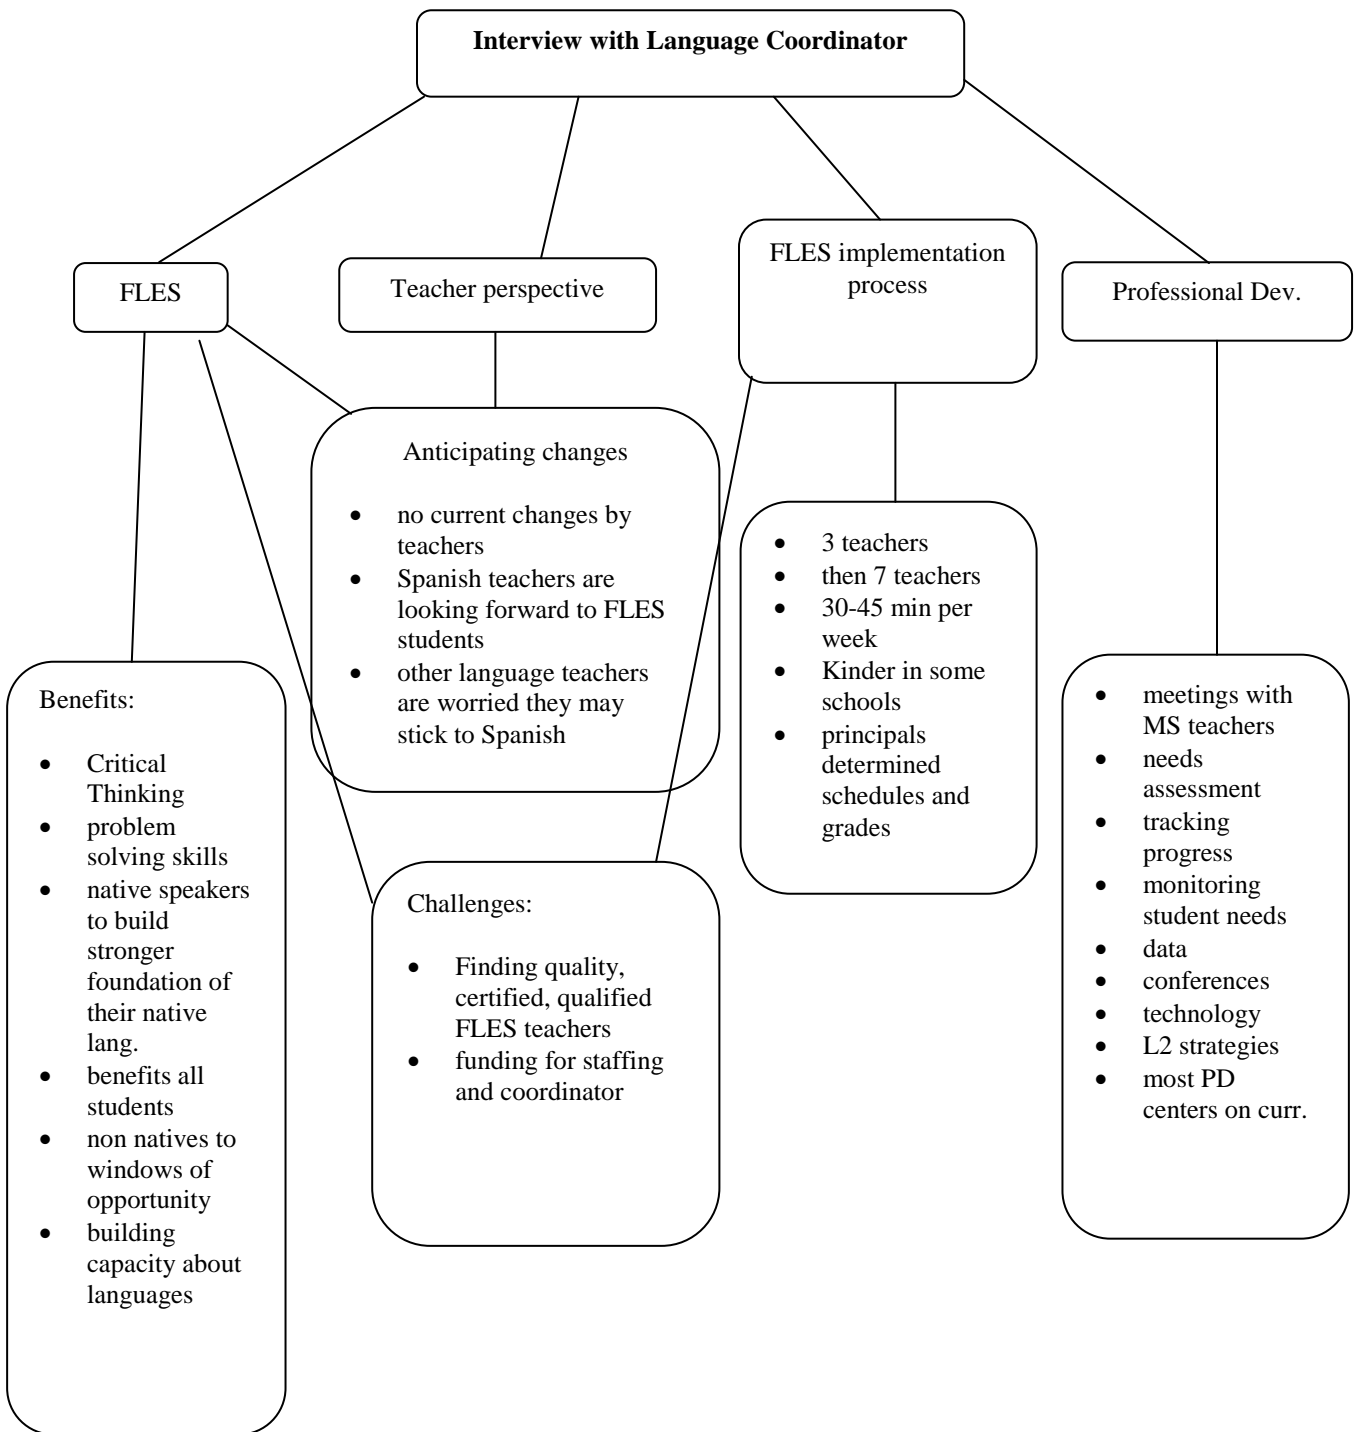 Interview with Language Coordinator
FLES
Teacher perspective
FLES implementation
process
Professional Dev.
Anticipating changes
• no current changes by
teachers
• Spanish teachers are
looking forward to FLES
students
• other language teachers
are worried they may
stick to Spanish
• 3 teachers
• then 7 teachers
• 30-45 min per
week
• Kinder in some
schools
• principals
determined
schedules and
grades
Benefits:
• Critical
Thinking
• problem
solving skills
• native speakers
to build
stronger
foundation of
their native
lang.
• benefits all
students
• non natives to
windows of
opportunity
• building
capacity about
languages
Challenges:
• Finding quality,
certified, qualified
FLES teachers
• funding for staffing
and coordinator
• meetings with
MS teachers
• needs
assessment
• tracking
progress
• monitoring
student needs
• data
• conferences
• technology
• L2 strategies
• most PD
centers on curr.